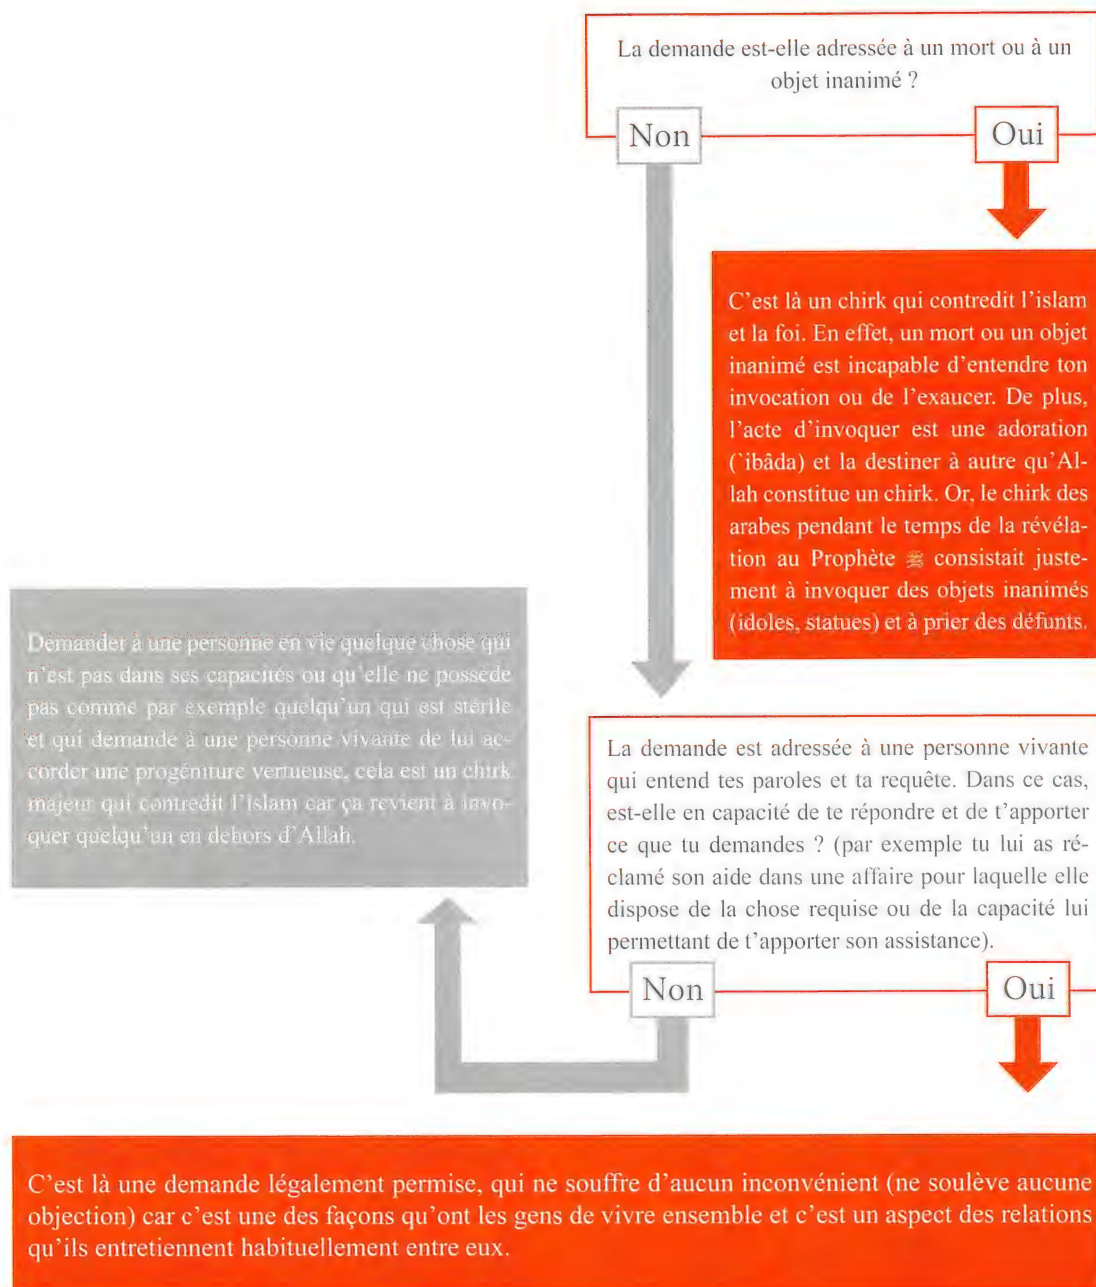 La demande est-elle adressée à un mort ou à un
objet inanimé ?
Non
Oui
C’est là un chirk qui contredit l’islam
et la foi. En effet, un mort ou un objet
inanimé est incapable d’entendre ton
invocation ou de l’exaucer. De plus,
l’acte d’invoquer est une adoration
(`ibâda) et la destiner à autre qu’Al-
lah constitue un chirk. Or, le chirk des
arabes pendant le temps de la révéla-
tion au Prophète ﷺ consistait juste-
ment à invoquer des objets inanimés
(idoles, statues) et à prier des défunts.
Demander à une personne en vie quelque chose qui
n’est pas dans ses capacités ou qu’elle ne possède
pas comme par exemple quelqu’un qui est stérile
et qui demande à une personne vivante de lui ac-
corder une progéniture vertueuse, cela est un chirk
majeur qui contredit l’Islam car ça revient à invo-
quer quelqu’un en dehors d’Allah.
La demande est adressée à une personne vivante
qui entend tes paroles et ta requête. Dans ce cas,
est-elle en capacité de te répondre et de t’apporter
ce que tu demandes ? (par exemple tu lui as ré-
clamé son aide dans une affaire pour laquelle elle
dispose de la chose requise ou de la capacité lui
permettant de t’apporter son assistance).
Non
Oui
C’est là une demande légalement permise, qui ne souffre d’aucun inconvénient (ne soulève aucune
objection) car c’est une des façons qu’ont les gens de vivre ensemble et c’est un aspect des relations
qu’ils entretiennent habituellement entre eux.